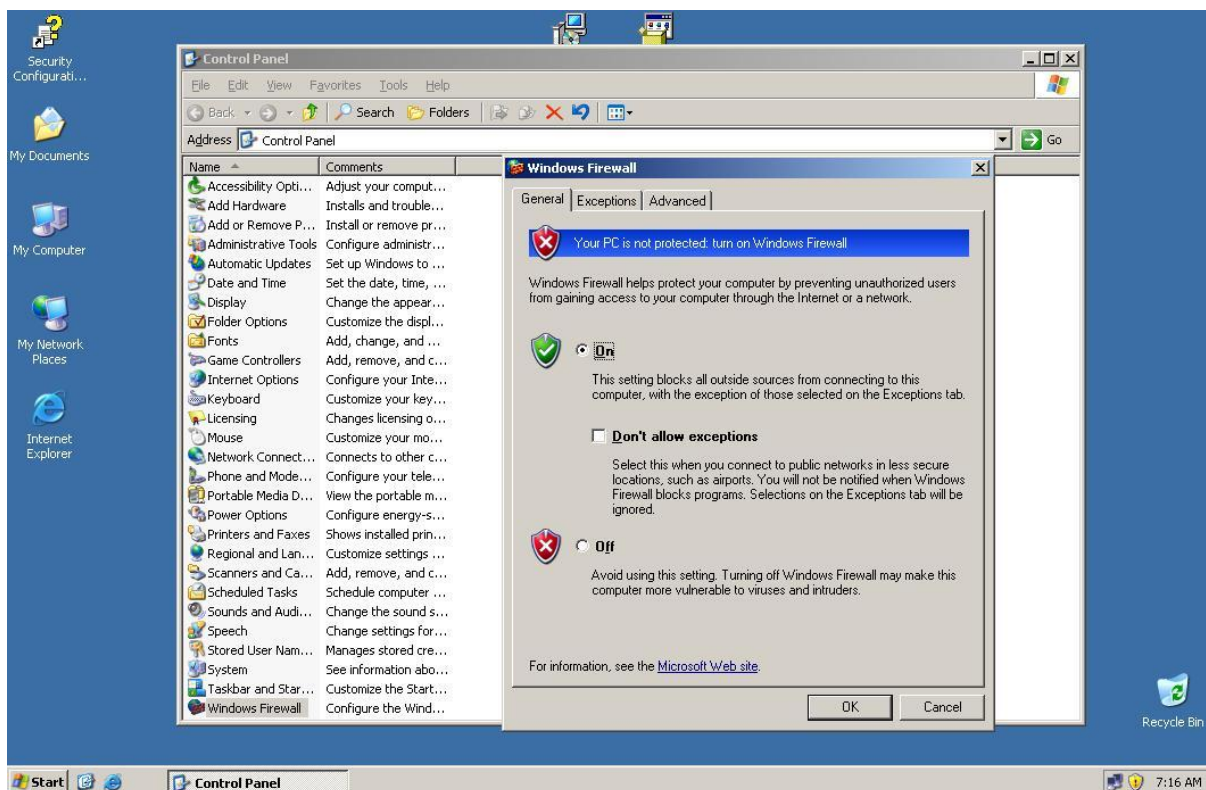 Security
Configurati...
My Documents
My Computer
My Network
Places
Internet
Explorer
Control Panel
File Edit View Favorites Tools Help
Back Search Folders
Address Control Panel Go
Name Comments
Accessibility Opti... Adjust your comput...
Add Hardware Installs and trouble...
Add or Remove P... Install or remove pr...
Administrative Tools Configure administr...
Automatic Updates Set up Windows to ...
Date and Time Set the date, time, ...
Display Change the appear...
Folder Options Customize the displ...
Fonts Add, change, and ...
Game Controllers Add, remove, and c...
Internet Options Configure your Inte...
Keyboard Customize your key...
Licensing Changes licensing o...
Mouse Customize your mo...
Network Connect... Connects to other c...
Phone and Mode... Configure your tele...
Portable Media D... View the portable m...
Power Options Configure energy-s...
Printers and Faxes Shows installed prin...
Regional and Lan... Customize settings ...
Scanners and Ca... Add, remove, and c...
Scheduled Tasks Schedule computer ...
Sounds and Audi... Change the sound s...
Speech Change settings for...
Stored User Nam... Manages stored cre...
System See information abo...
Taskbar and Star... Customize the Start...
Windows Firewall Configure the Wind...
Windows Firewall
General Exceptions Advanced
Your PC is not protected: turn on Windows Firewall
Windows Firewall helps protect your computer by preventing unauthorized users
from gaining access to your computer through the Internet or a network.
On
This setting blocks all outside sources from connecting to this
computer, with the exception of those selected on the Exceptions tab.
Don't allow exceptions
Select this when you connect to public networks in less secure
locations, such as airports. You will not be notified when Windows
Firewall blocks programs. Selections on the Exceptions tab will be
ignored.
Off
Avoid using this setting. Turning off Windows Firewall may make this
computer more vulnerable to viruses and intruders.
For information, see the Microsoft Web site.
OK Cancel
Recycle Bin
Start Control Panel 7:16 AM